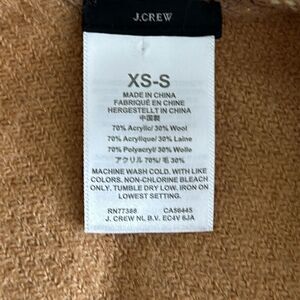 J.CREW
XS-S
MADE IN CHINA
FABRIQUÉ EN CHINE
HERGESTELLT IN CHINA
中国製
70% Acrylic/ 30% Wool
70% Acrylique/ 30% Laine
70% Polyacryl/ 30% Wolle
アクリル 70%/ 毛 30%
MACHINE WASH COLD. WITH LIKE
COLORS. NON-CHLORINE BLEACH
ONLY. TUMBLE DRY LOW. IRON ON
LOWEST SETTING.
RN77388 CA56445
J. CREW NL B.V. EC4V 6JA